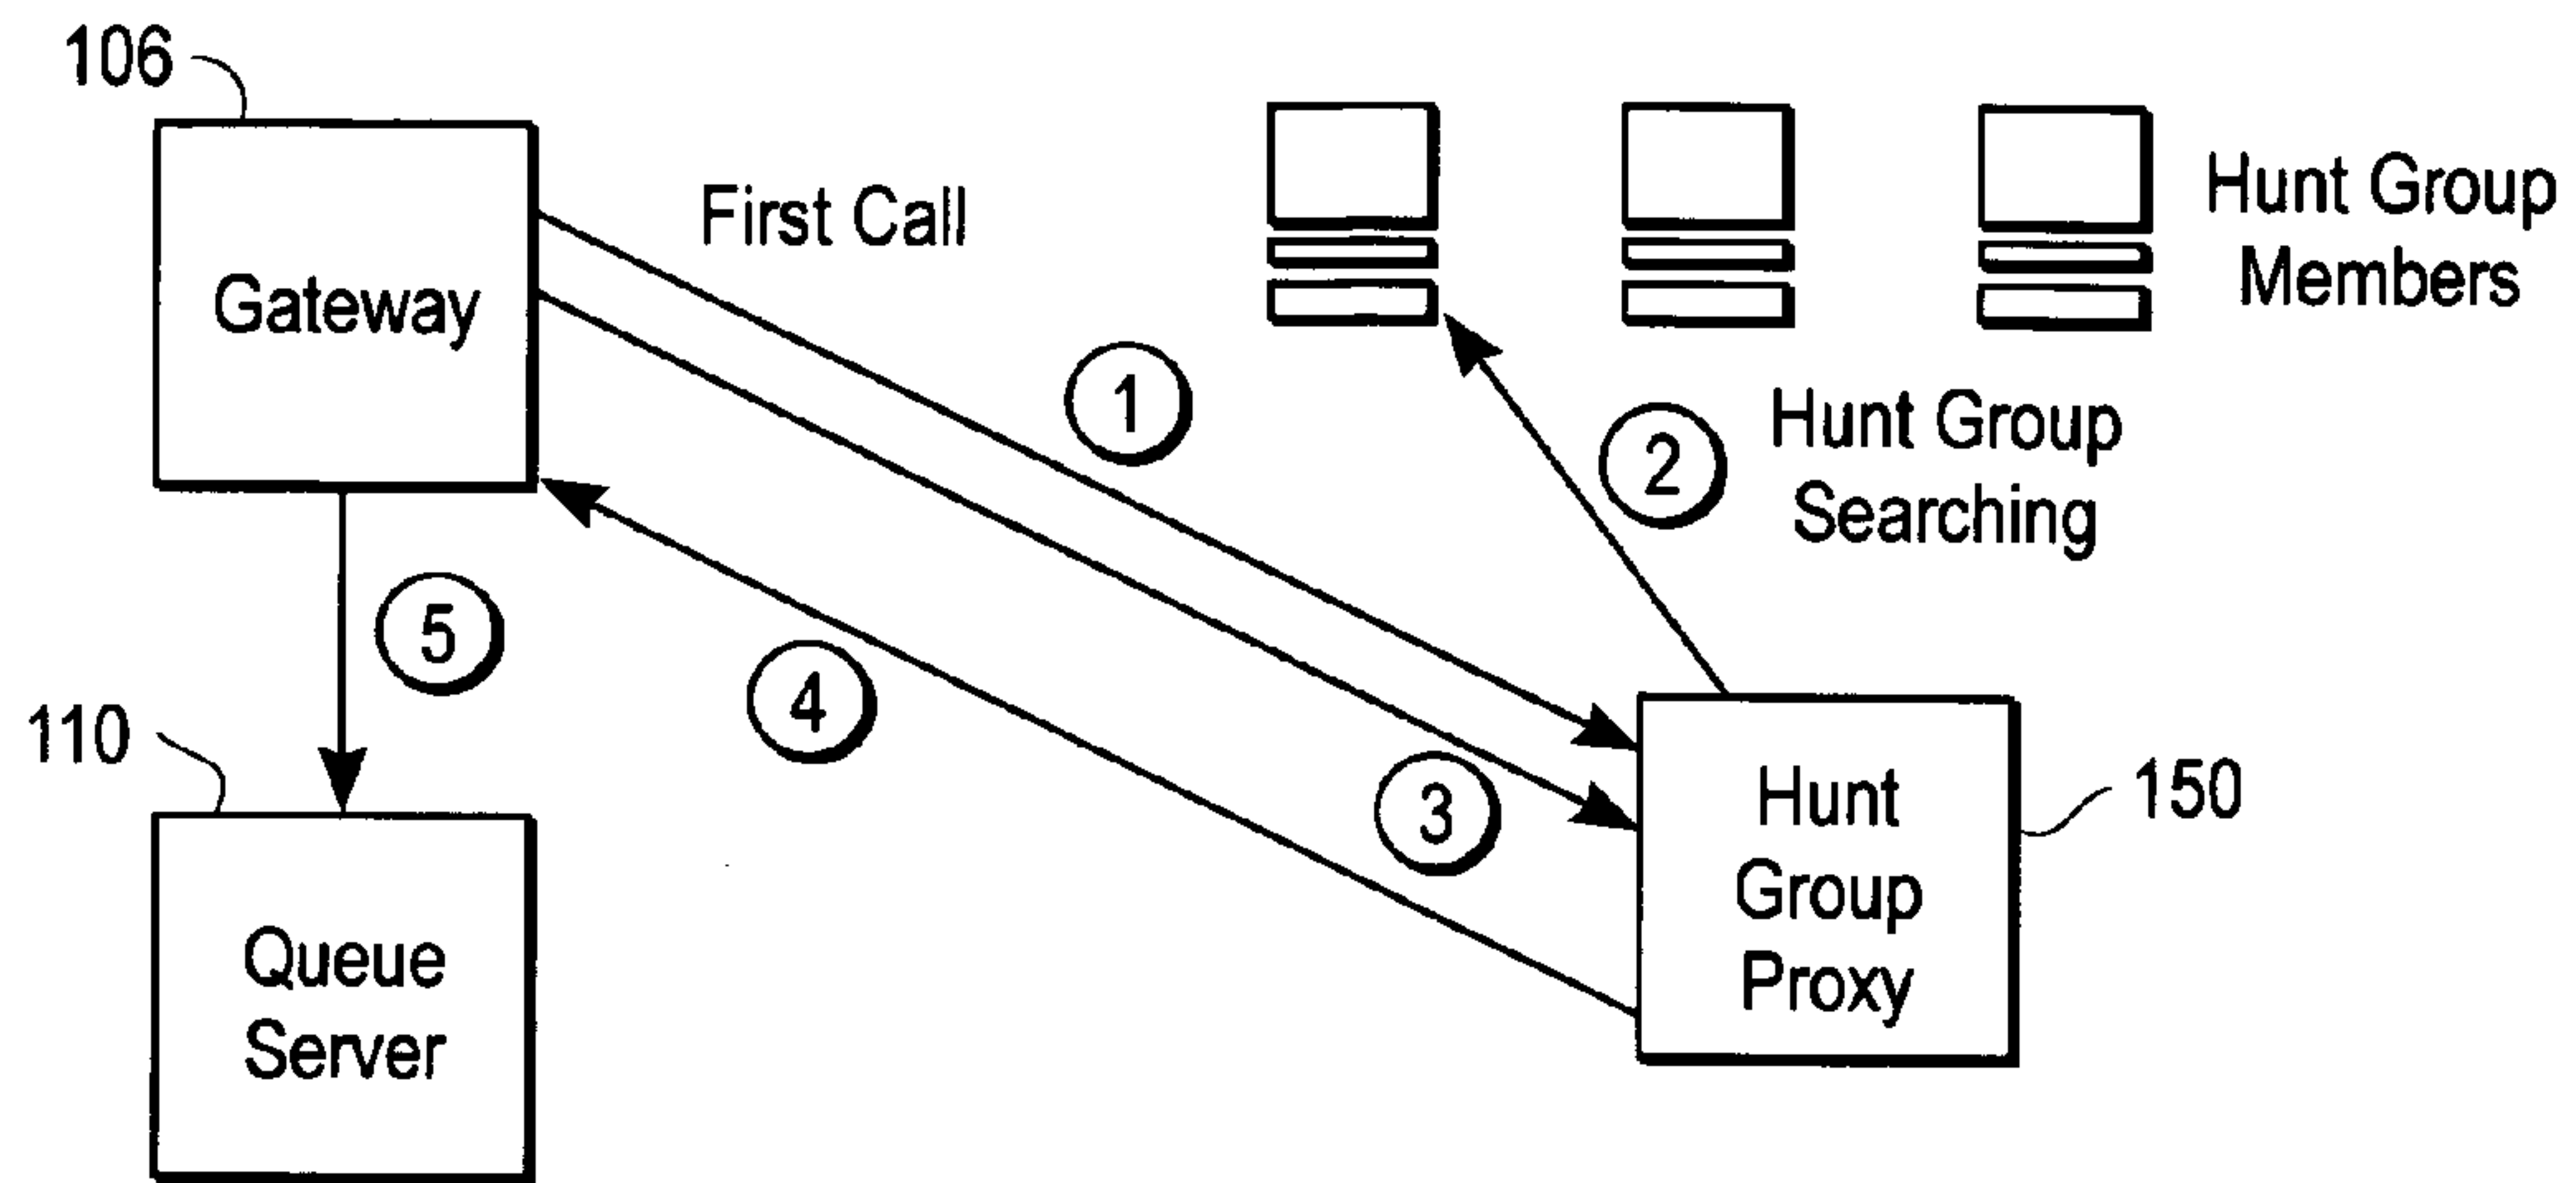 106
Gateway
First Call
Hunt Group
Members
1
2
Hunt Group
Searching
5
4
3
110
Queue
Server
Hunt
Group
Proxy
150